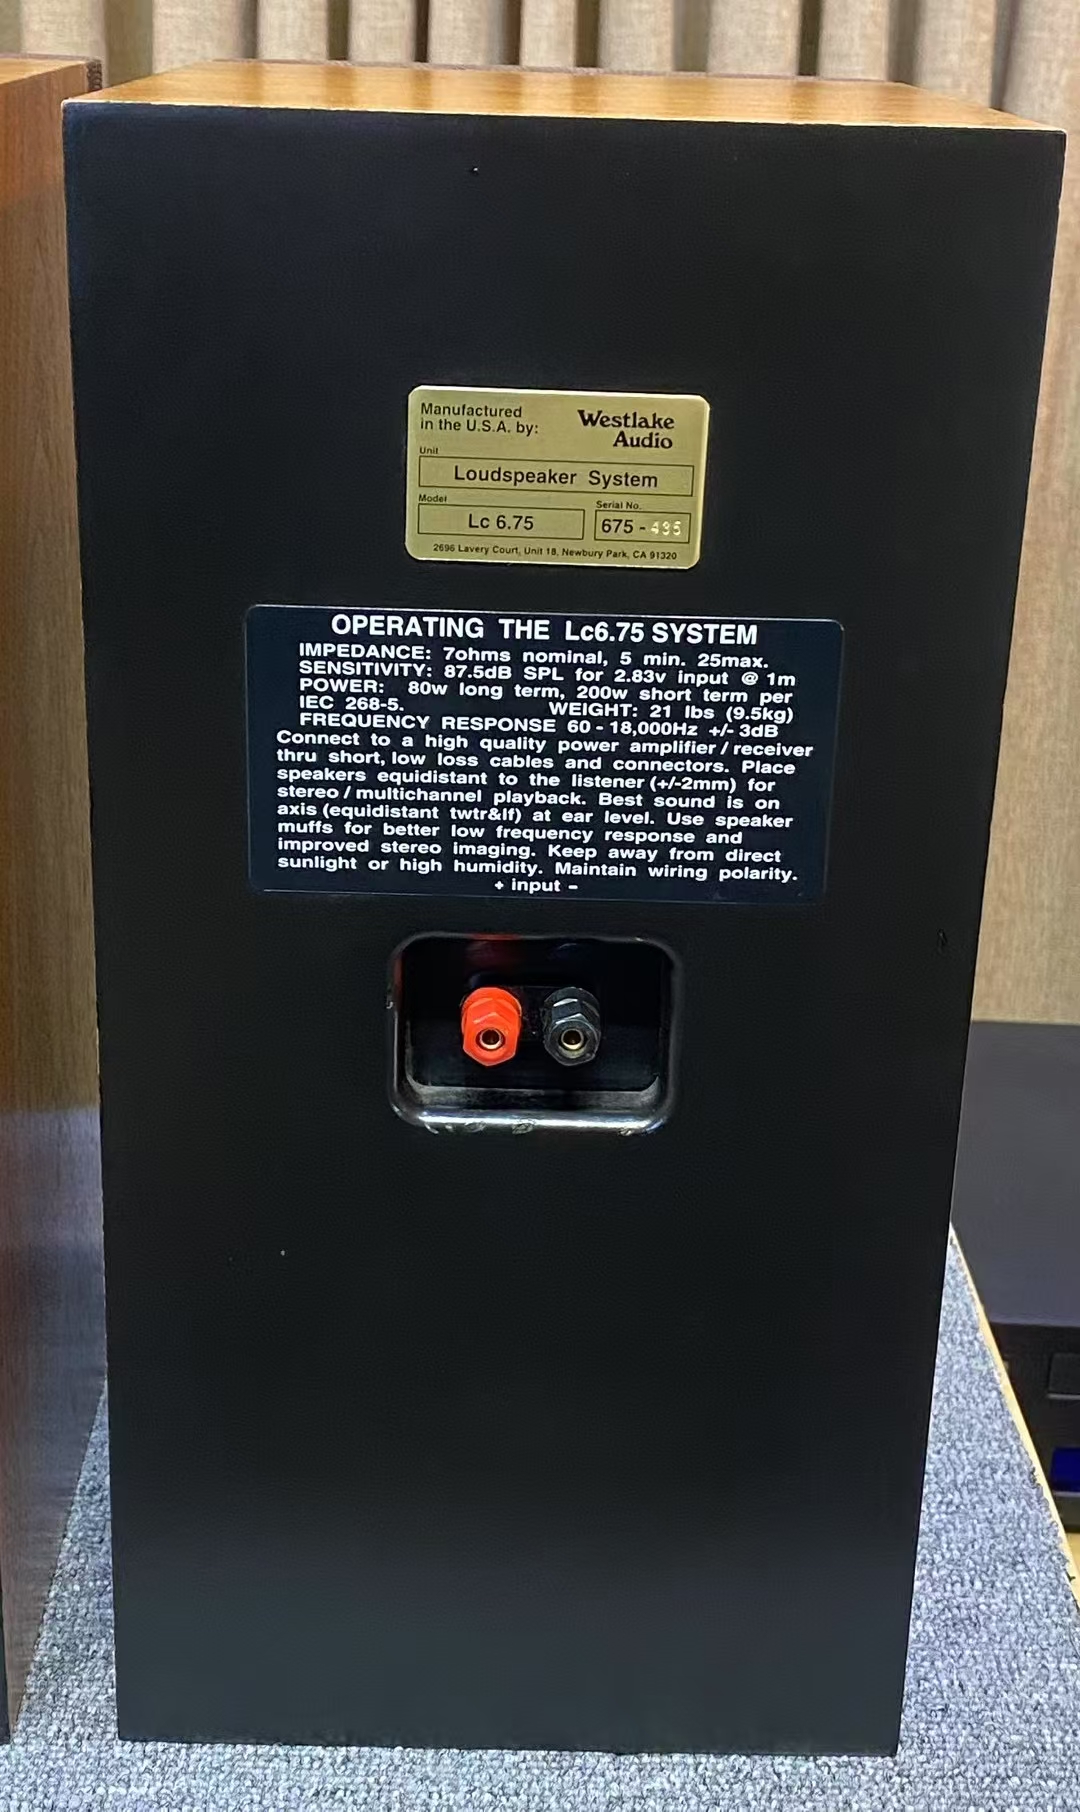 Manufactured
in the U.S.A. by:
Westlake
Audio
Unit
Loudspeaker System
Model
Lc 6.75
Serial No.
675 - 495
2696 Lavery Court, Unit 18, Newbury Park, CA 91320
OPERATING THE Lc6.75 SYSTEM
IMPEDANCE: 7ohms nominal, 5 min. 25max.
SENSITIVITY: 87.5dB SPL for 2.83v input @ 1m
POWER: 80w long term, 200w short term per
IEC 268-5. WEIGHT: 21 lbs (9.5kg)
FREQUENCY RESPONSE 60 - 18,000Hz +/- 3dB
Connect to a high quality power amplifier / receiver
thru short, low loss cables and connectors. Place
speakers equidistant to the listener (+/-2mm) for
stereo / multichannel playback. Best sound is on
axis (equidistant twtr&lf) at ear level. Use speaker
muffs for better low frequency response and
improved stereo imaging. Keep away from direct
sunlight or high humidity. Maintain wiring polarity.
+ input -